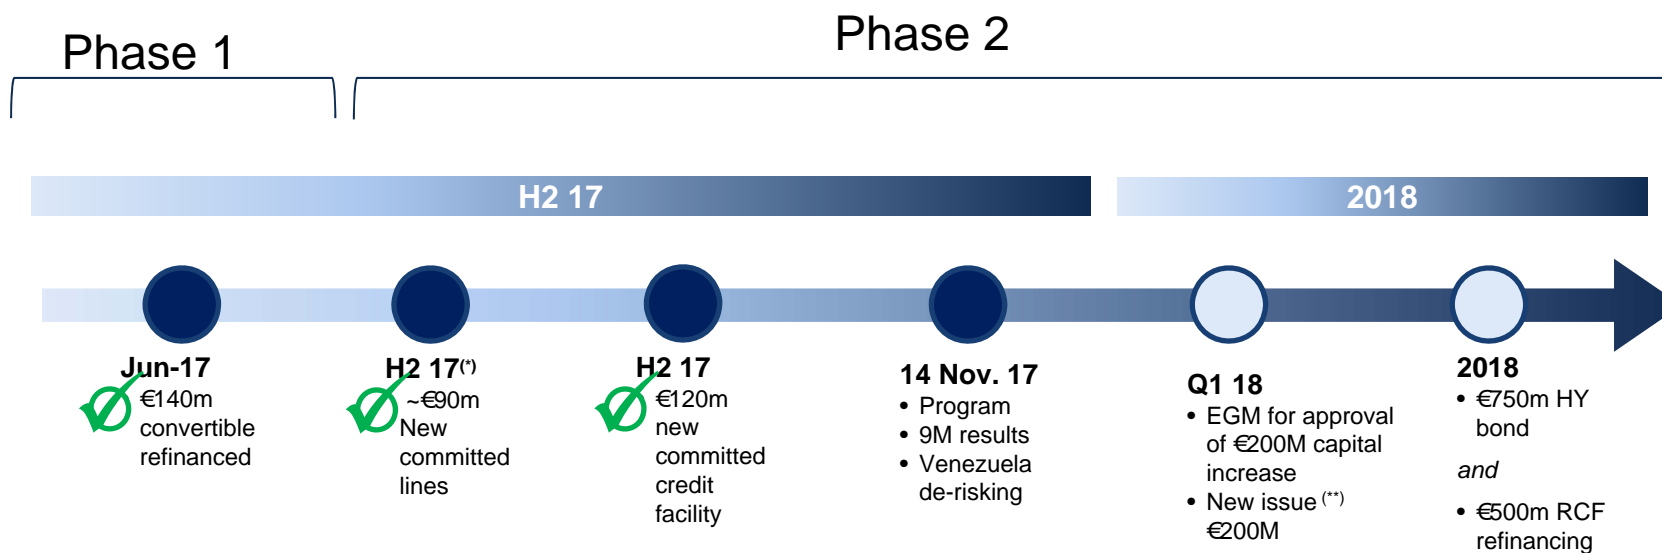 Phase 1
Phase 2
H2 17
2018
Jun-17
€140m
convertible
refinanced
H2 17(*)
~€90m
New
committed
lines
H2 17
€120m
new
committed
credit
facility
14 Nov. 17
• Program
• 9M results
• Venezuela
de-risking
Q1 18
• EGM for approval
of €200M capital
increase
• New issue (**)
€200M
2018
• €750m HY
bond
and
• €500m RCF
refinancing